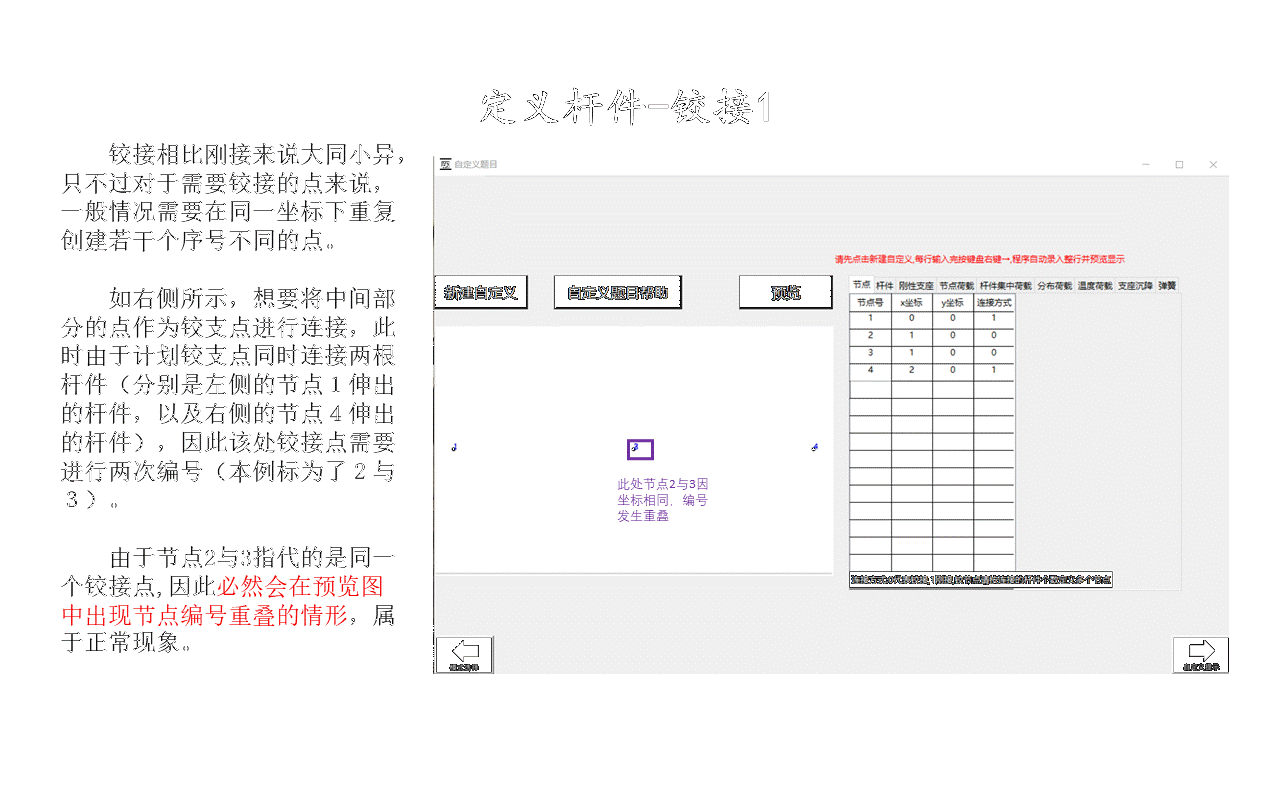 定义杆件-铰接1
铰接相比刚接来说大同小异，
只不过对于需要铰接的点来说，
一般情况需要在同一坐标下重复
创建若干个序号不同的点。
如右侧所示，想要将中间部
分的点作为铰支点进行连接，此
时由于计划铰支点同时连接两根
杆件（分别是左侧的节点１伸出
的杆件，以及右侧的节点４伸出
的杆件），因此该处铰接点需要
进行两次编号（本例标为了２与
３）。
由于节点2与3指代的是同一
个铰接点,因此必然会在预览图
中出现节点编号重叠的情形，属
于正常现象。
自定义题目
请先点击新建自定义,每行输入完按键盘右键→,程序自动录入整行并预览显示
新建自定义 自定义题目帮助 预览
节点 杆件 刚性支座 节点荷载 杆件集中荷载 分布荷载 温度荷载 支座沉降 弹簧
节点号 x坐标 y坐标 连接方式
1 0 0 1
2 1 0 0
3 1 0 0
4 2 0 1
1 3 4
此处节点2与3因
坐标相同，编号
发生重叠